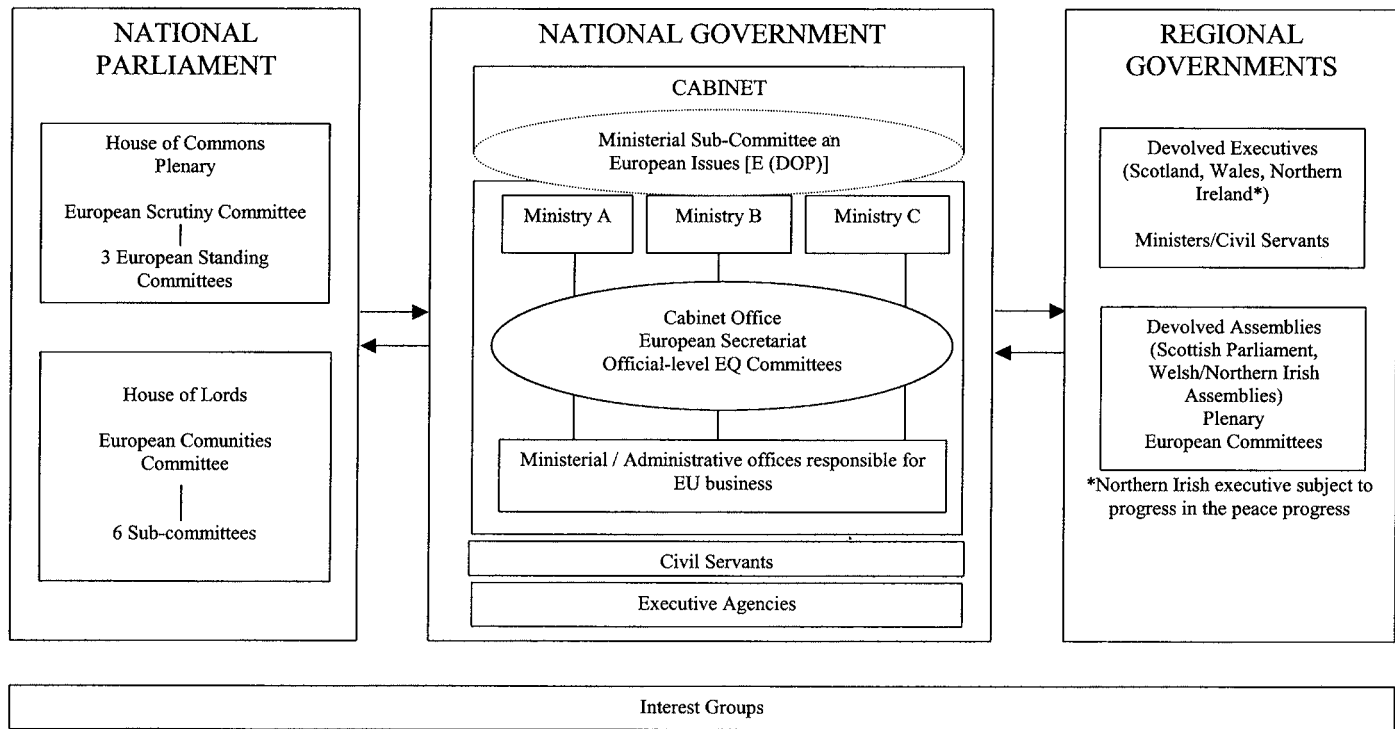 NATIONAL
PARLIAMENT
House of Commons
Plenary
European Scrutiny Committee
3 European Standing
Committees
House of Lords
European Comunities
Committee
6 Sub-committees
NATIONAL GOVERNMENT
CABINET
Ministerial Sub-Committee an
European Issues [E (DOP)]
Ministry A
Ministry B
Ministry C
Cabinet Office
European Secretariat
Official-level EQ Committees
Ministerial / Administrative offices responsible for
EU business
Civil Servants
Executive Agencies
REGIONAL
GOVERNMENTS
Devolved Executives
(Scotland, Wales, Northern
Ireland*)
Ministers/Civil Servants
Devolved Assemblies
(Scottish Parliament,
Welsh/Northern Irish
Assemblies)
Plenary
European Committees
*Northern Irish executive subject to
progress in the peace progress
Interest Groups